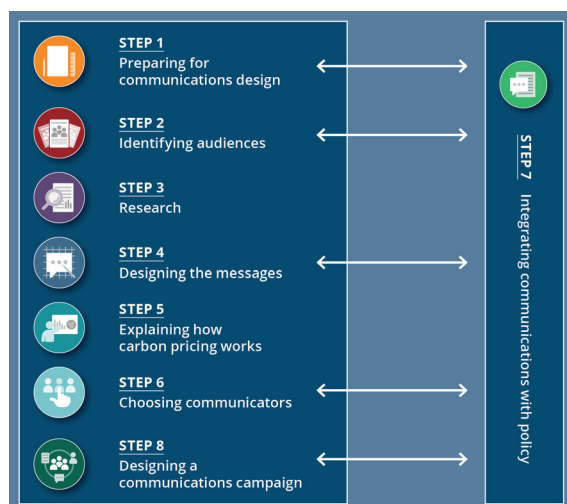 STEP 1
Preparing for
communications design
STEP 2
Identifying audiences
STEP 3
Research
STEP 4
Designing the messages
STEP 5
Explaining how
carbon pricing works
STEP 6
Choosing communicators
STEP 8
Designing a
communications campaign
STEP 7 Integrating communications with policy